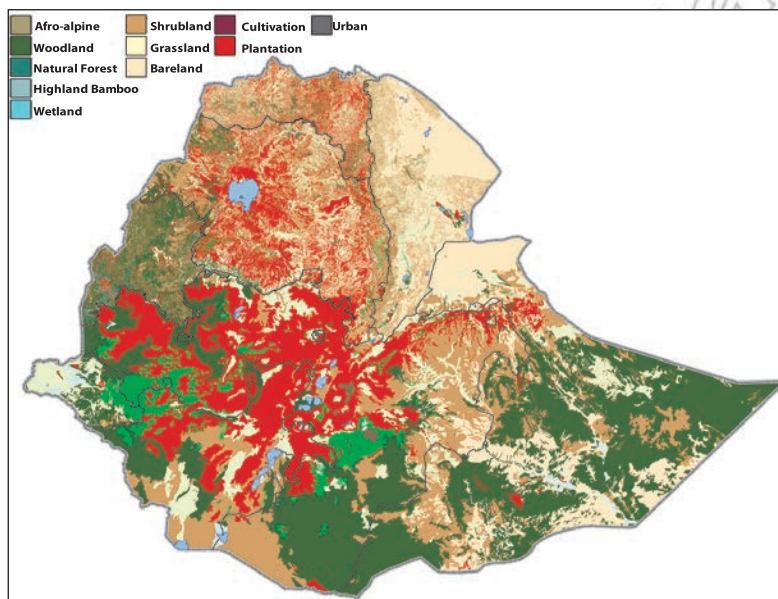 Afro-alpine Shrubland Cultivation Urban
Woodland Grassland Plantation
Natural Forest Bareland
Highland Bamboo
Wetland